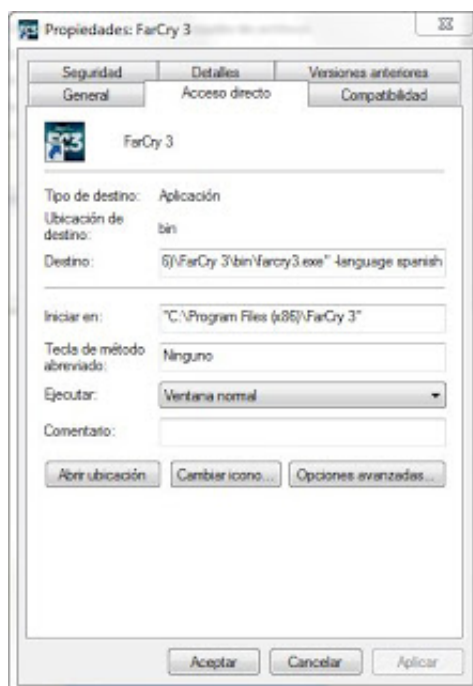 Propiedades: FarCry 3
Seguridad Detalles Versiones anteriores
General Acceso directo Compatibilidad
FC3 FarCry 3
Tipo de destino: Aplicación
Ubicación de destino: bin
Destino: 6)\FarCry 3\bin\farcry3.exe" -language spanish
Iniciar en: "C:\Program Files (x86)\FarCry 3"
Tecla de método abreviado: Ninguno
Ejecutar: Ventana normal
Comentario:
Abrir ubicación Cambiar icono... Opciones avanzadas...
Aceptar Cancelar Aplicar